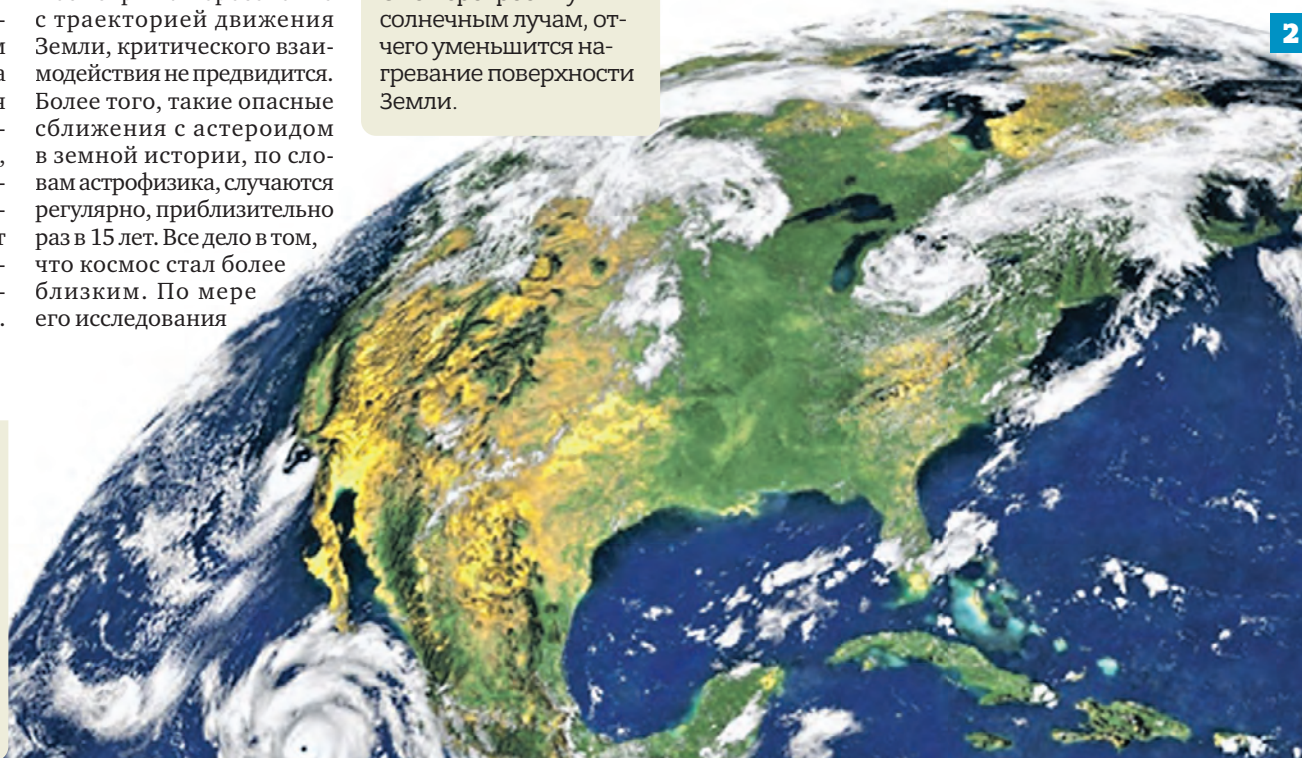 с траекторией движения
Земли, критического взаи-
модействия не предвидится.
Более того, такие опасные
сближения с астероидом
в земной истории, по сло-
вам астрофизика, случаются
регулярно, приблизительно
раз в 15 лет. Все дело в том,
что космос стал более
близким. По мере
его исследования
солнечным лучам, от-
чего уменьшится на-
гревание поверхности
Земли.
2